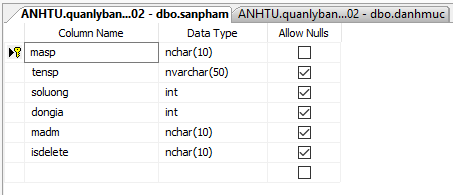 ANHTU.quanlyban...02 - dbo.sanpham ANHTU.quanlyban...02 - dbo.danhmuc
Column Name Data Type Allow Nulls
masp nchar(10)
tensp nvarchar(50)
soluong int
dongia int
madm nchar(10)
isdelete nchar(10)